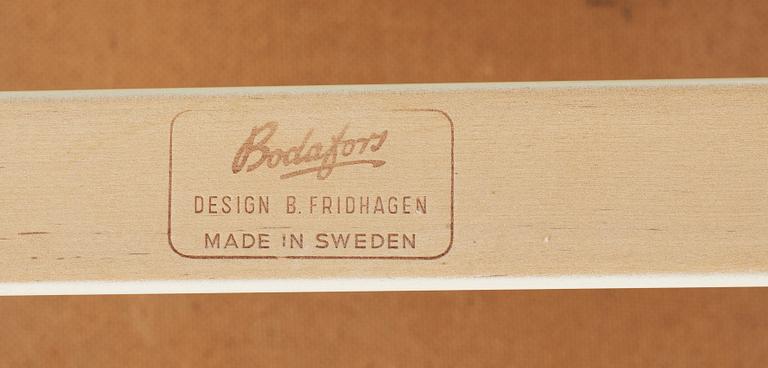 Bodafors
DESIGN B. FRIDHAGEN
MADE IN SWEDEN